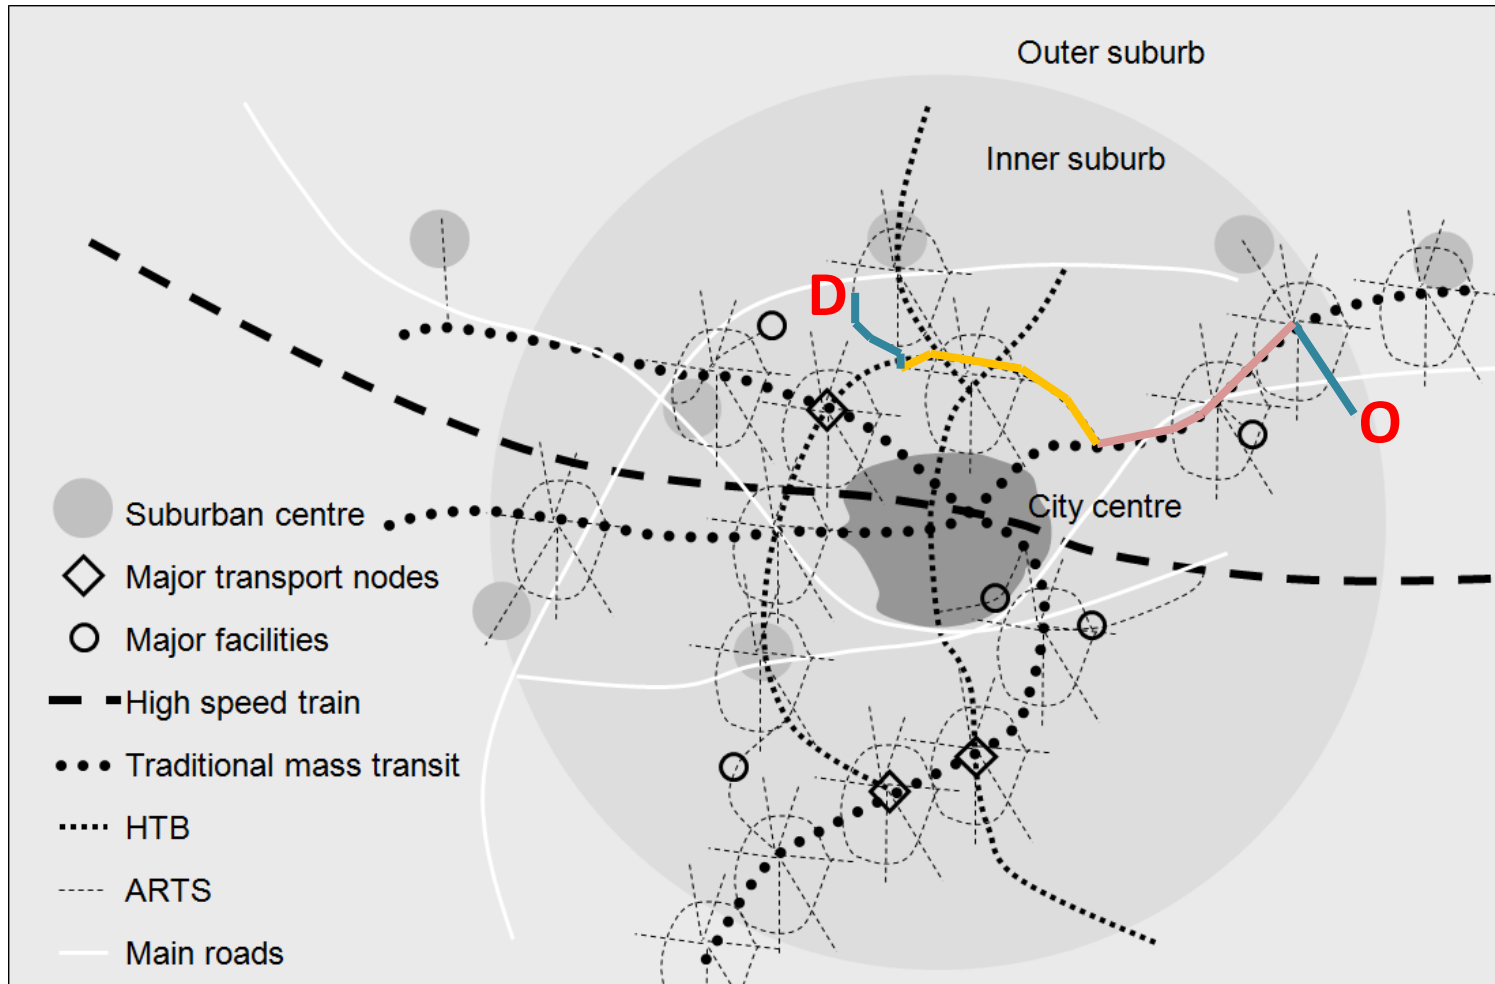 Outer suburb
Inner suburb
D
O
City centre
Suburban centre
Major transport nodes
Major facilities
High speed train
Traditional mass transit
HTB
ARTS
Main roads